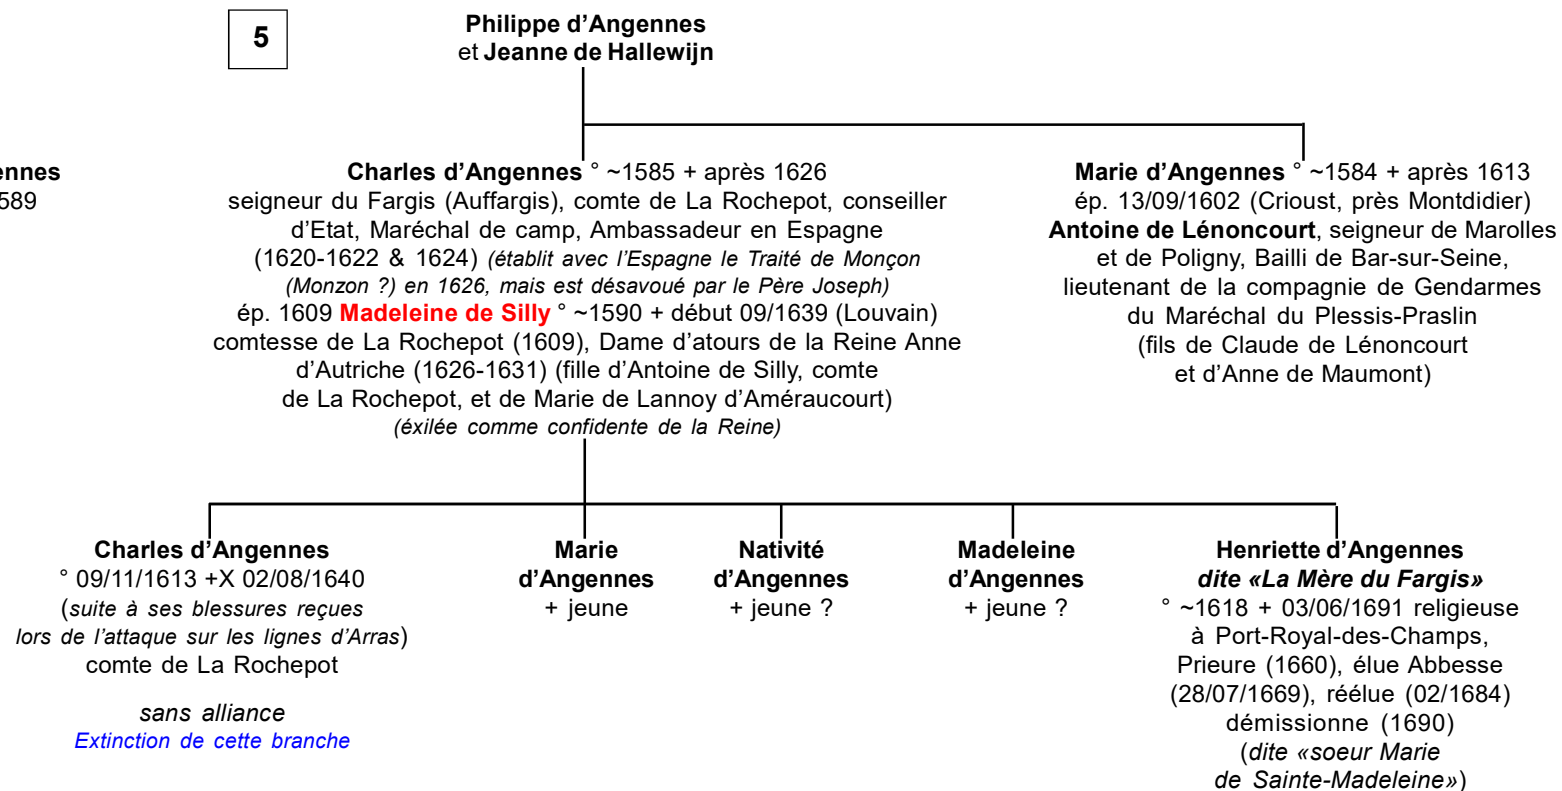 5
Philippe d’Angennes
et Jeanne de Hallewijn
ennes
589
Charles d’Angennes ° ~1585 + après 1626
seigneur du Fargis (Auffargis), comte de La Rochepot, conseiller
d’Etat, Maréchal de camp, Ambassadeur en Espagne
(1620-1622 & 1624) (établit avec l’Espagne le Traité de Monçon
(Monzon ?) en 1626, mais est désavoué par le Père Joseph)
ép. 1609 Madeleine de Silly ° ~1590 + début 09/1639 (Louvain)
comtesse de La Rochepot (1609), Dame d’atours de la Reine Anne
d’Autriche (1626-1631) (fille d’Antoine de Silly, comte
de La Rochepot, et de Marie de Lannoy d’Améraucourt)
(éxilée comme confidente de la Reine)
Marie d’Angennes ° ~1584 + après 1613
ép. 13/09/1602 (Crioust, près Montdidier)
Antoine de Lénoncourt, seigneur de Marolles
et de Poligny, Bailli de Bar-sur-Seine,
lieutenant de la compagnie de Gendarmes
du Maréchal du Plessis-Praslin
(fils de Claude de Lénoncourt
et d’Anne de Maumont)
Charles d’Angennes
° 09/11/1613 +X 02/08/1640
(suite à ses blessures reçues
lors de l’attaque sur les lignes d’Arras)
comte de La Rochepot
sans alliance
Extinction de cette branche
Marie
d’Angennes
+ jeune
Nativité
d’Angennes
+ jeune ?
Madeleine
d’Angennes
+ jeune ?
Henriette d’Angennes
dite «La Mère du Fargis»
° ~1618 + 03/06/1691 religieuse
à Port-Royal-des-Champs,
Prieure (1660), élue Abbesse
(28/07/1669), réélue (02/1684)
démissionne (1690)
(dite «soeur Marie
de Sainte-Madeleine»)